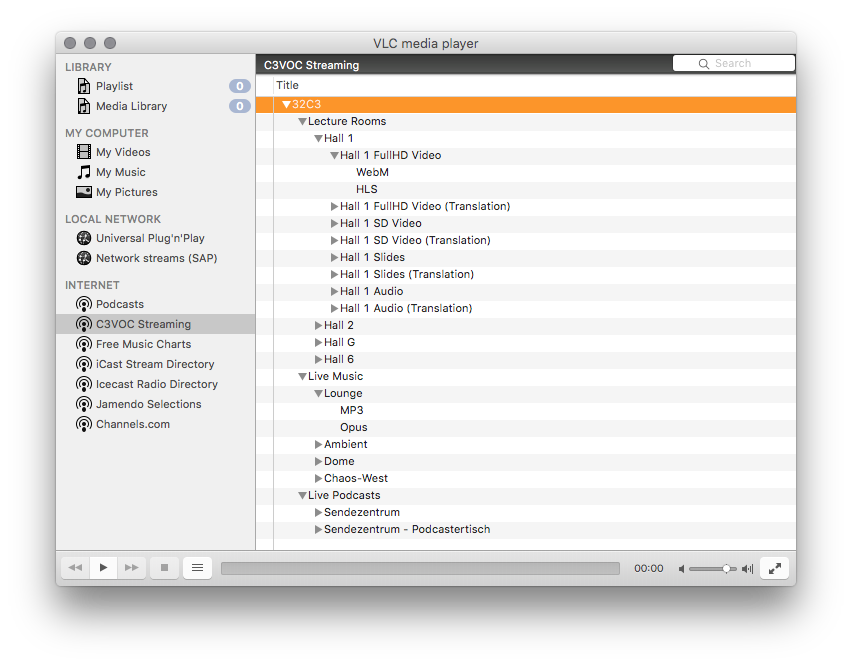 VLC media player
LIBRARY
Playlist 0
Media Library 0
MY COMPUTER
My Videos
My Music
My Pictures
LOCAL NETWORK
Universal Plug'n'Play
Network streams (SAP)
INTERNET
Podcasts
C3VOC Streaming
Free Music Charts
iCast Stream Directory
Icecast Radio Directory
Jamendo Selections
Channels.com
C3VOC Streaming
Search
Title
32C3
Lecture Rooms
Hall 1
Hall 1 FullHD Video
WebM
HLS
Hall 1 FullHD Video (Translation)
Hall 1 SD Video
Hall 1 SD Video (Translation)
Hall 1 Slides
Hall 1 Slides (Translation)
Hall 1 Audio
Hall 1 Audio (Translation)
Hall 2
Hall G
Hall 6
Live Music
Lounge
MP3
Opus
Ambient
Dome
Chaos-West
Live Podcasts
Sendezentrum
Sendezentrum - Podcastertisch
00:00